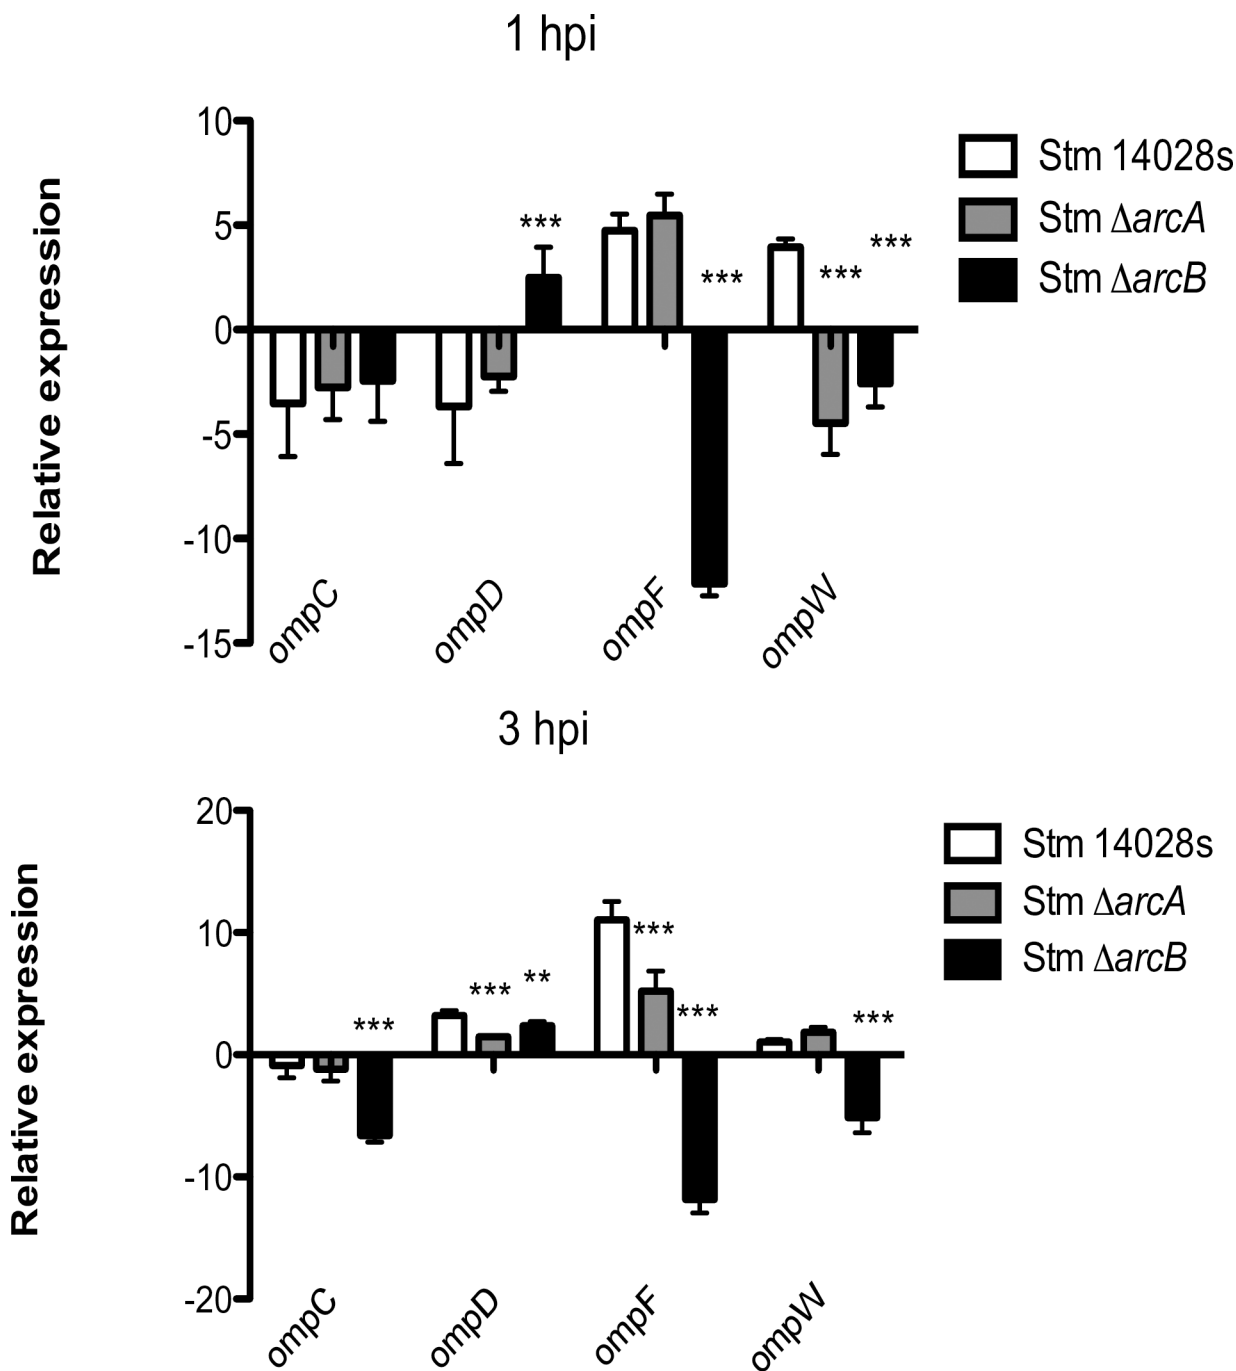 1 hpi
Relative expression
10
5
0
-5
-10
-15
***
***
***
***
ompC
ompD
ompF
ompW
Stm 14028s
Stm ΔarcA
Stm ΔarcB
3 hpi
Relative expression
20
10
0
-10
-20
***
***
**
***
***
***
ompC
ompD
ompF
ompW
Stm 14028s
Stm ΔarcA
Stm ΔarcB